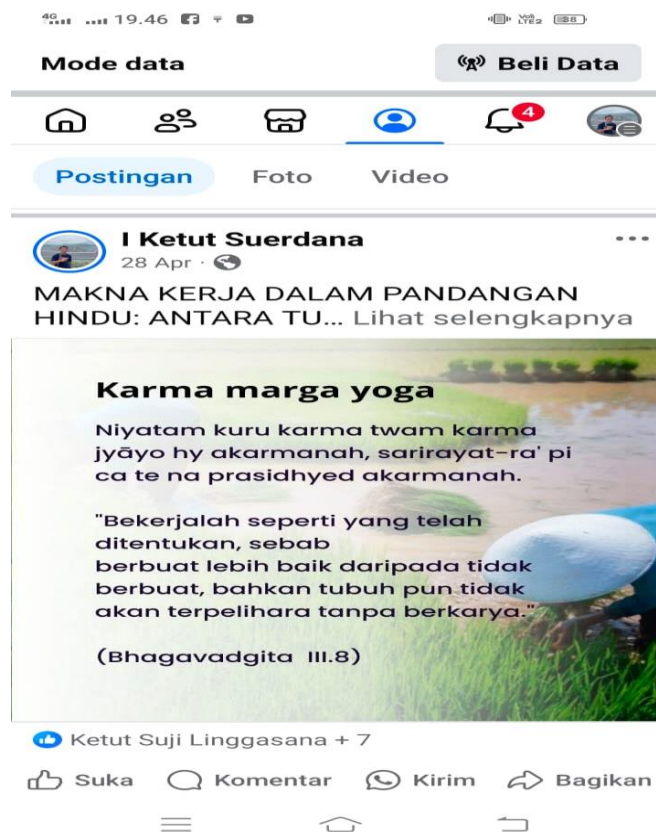 4G 19.46
VoLTE2 38
Mode data
Beli Data
4
Postingan Foto Video
I Ketut Suerdana
28 Apr ·
MAKNA KERJA DALAM PANDANGAN
HINDU: ANTARA TU... Lihat selengkapnya
Karma marga yoga
Niyatam kuru karma twam karma
jyāyo hy akarmanah, sarirayat-ra' pi
ca te na prasidhyed akarmanah.
"Bekerjalah seperti yang telah
ditentukan, sebab
berbuat lebih baik daripada tidak
berbuat, bahkan tubuh pun tidak
akan terpelihara tanpa berkarya."
(Bhagavadgita III.8)
Ketut Suji Linggasana + 7
Suka Komentar Kirim Bagikan